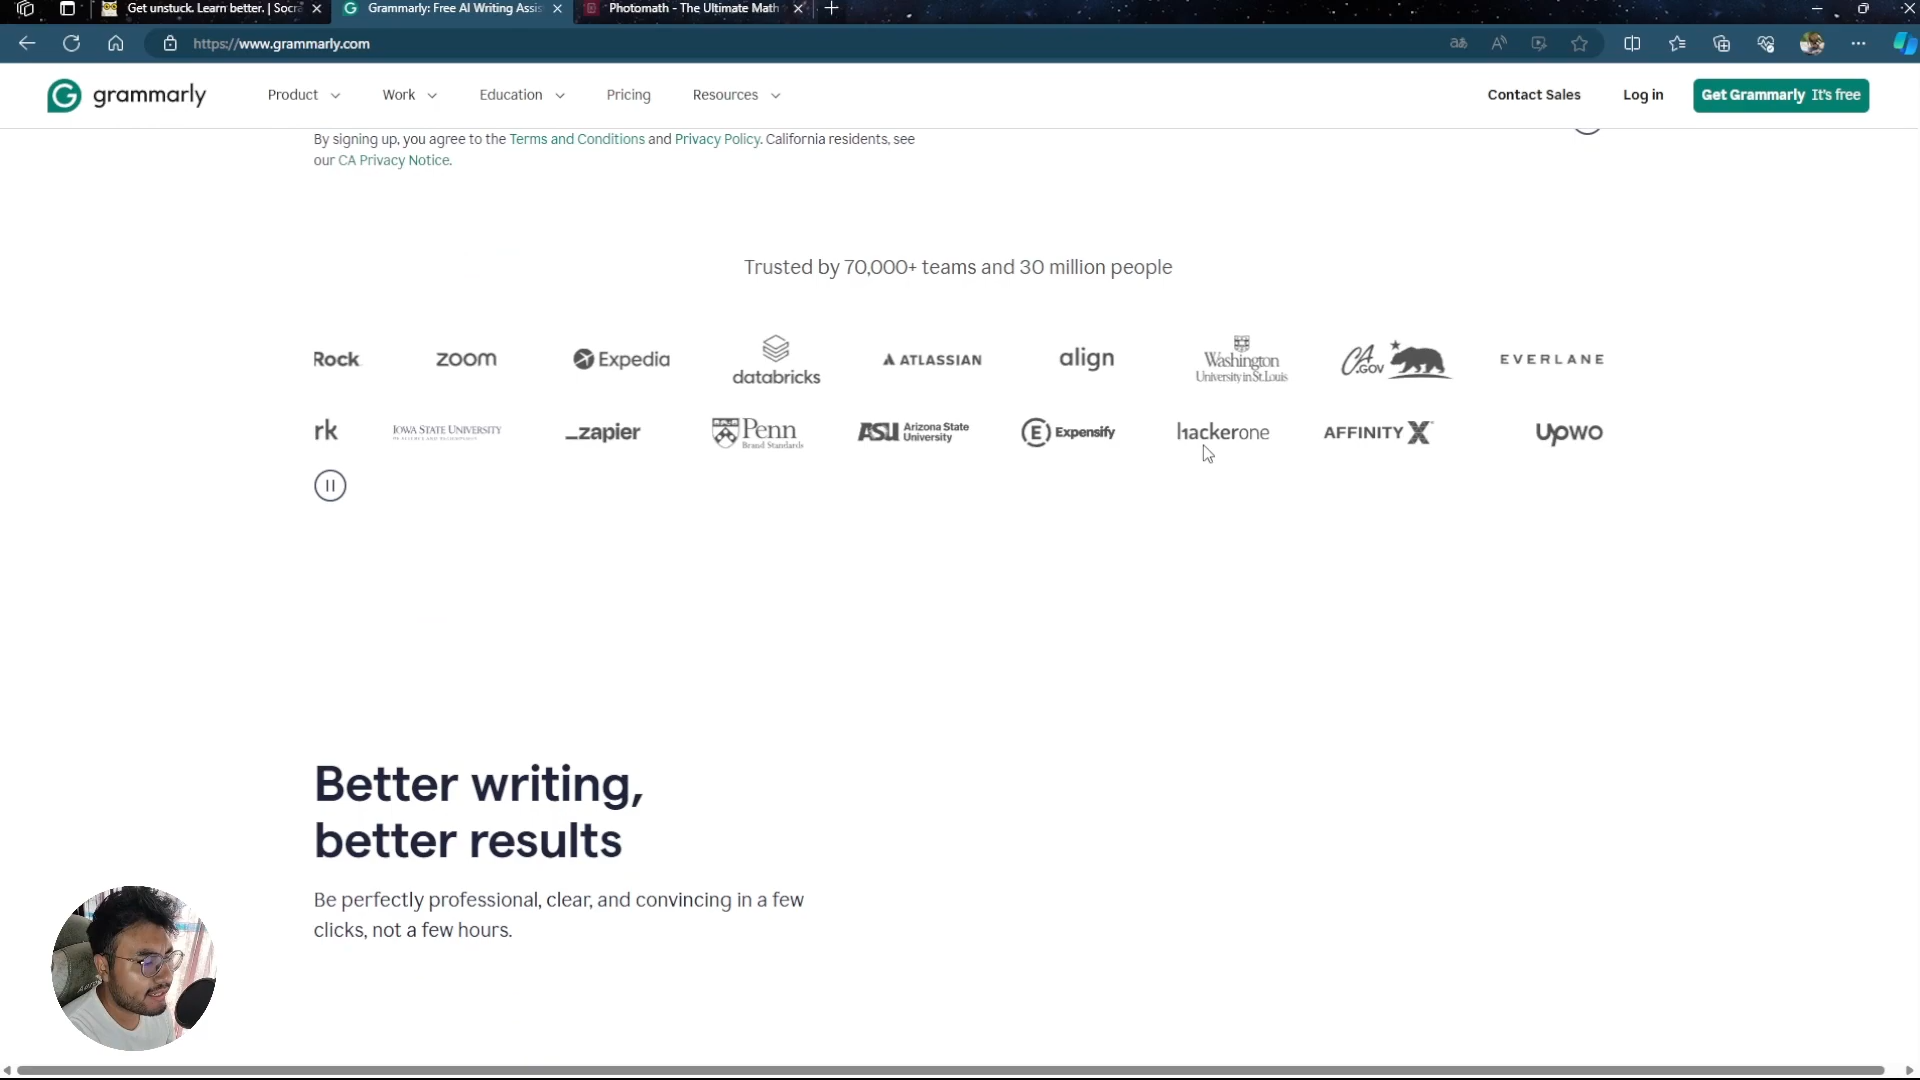 Get unstuck. Learn better. | Socra
Grammarly: Free AI Writing Assis
Photomath - The Ultimate Math
https://www.grammarly.com
grammarly
Product
Work
Education
Pricing
Resources
Contact Sales
Log in
Get Grammarly It's free
By signing up, you agree to the Terms and Conditions and Privacy Policy. California residents, see
our CA Privacy Notice.
Trusted by 70,000+ teams and 30 million people
Rock zoom Expedia databricks ATLASSIAN align Washington University in St. Louis CA.GOV EVERLANE
rk IOWA STATE UNIVERSITY _zapier Penn Brand Standards ASU Arizona State University Expensify hackerone AFFINITY X Upwo
Better writing,
better results
Be perfectly professional, clear, and convincing in a few
clicks, not a few hours.